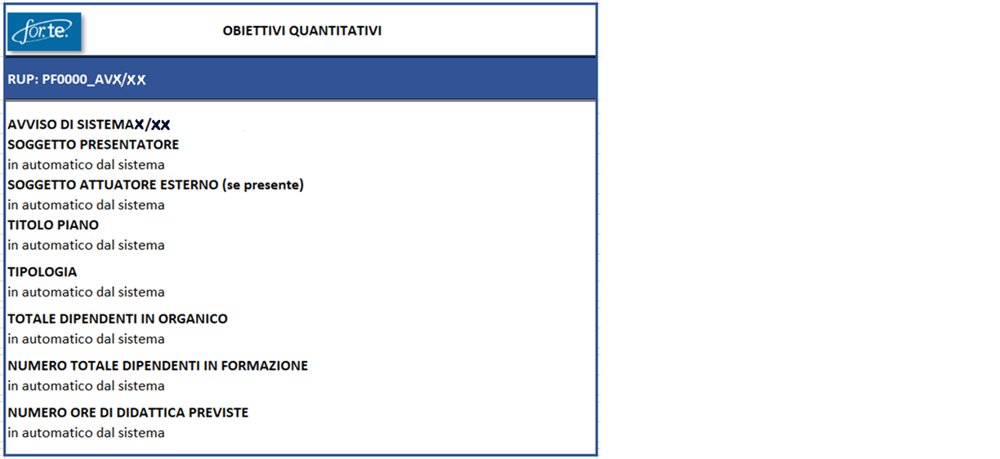 for.te.
OBIETTIVI QUANTITATIVI
RUP: PF0000_AVX/XX
AVVISO DI SISTEMAX/XX
SOGGETTO PRESENTATORE
in automatico dal sistema
SOGGETTO ATTUATORE ESTERNO (se presente)
in automatico dal sistema
TITOLO PIANO
in automatico dal sistema
TIPOLOGIA
in automatico dal sistema
TOTALE DIPENDENTI IN ORGANICO
in automatico dal sistema
NUMERO TOTALE DIPENDENTI IN FORMAZIONE
in automatico dal sistema
NUMERO ORE DI DIDATTICA PREVISTE
in automatico dal sistema